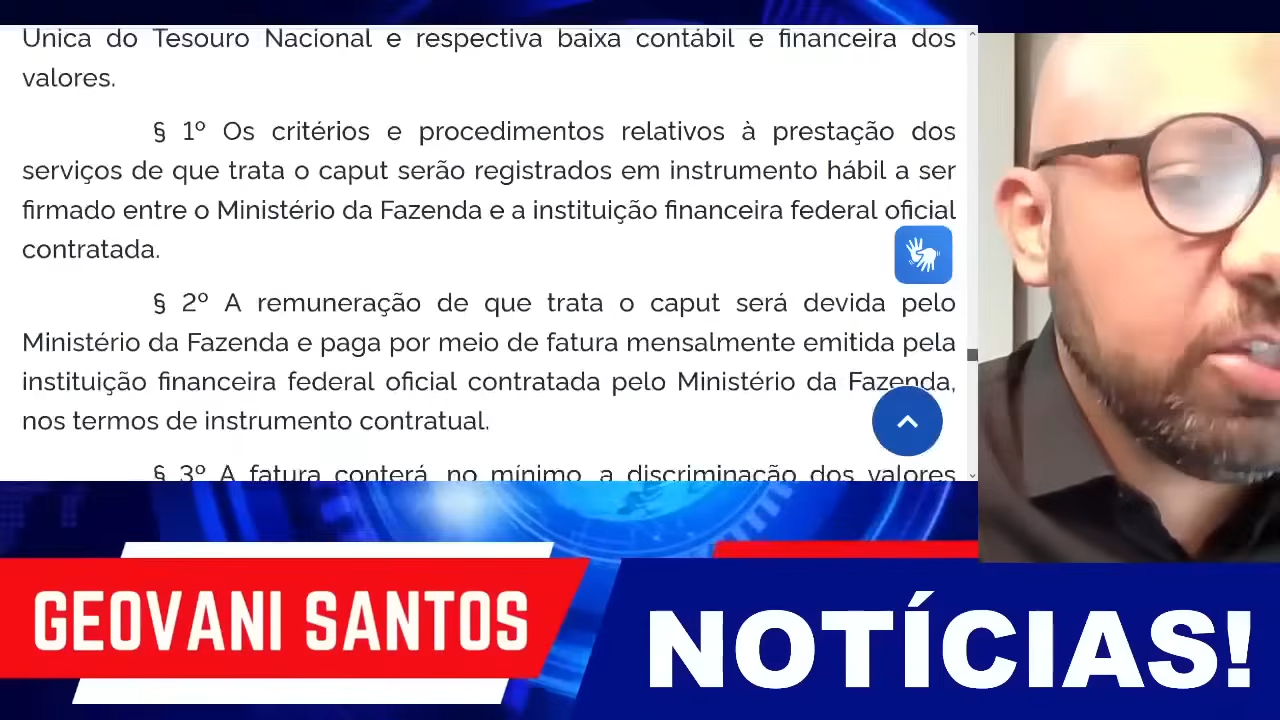 Única do Tesouro Nacional e respectiva baixa contábil e financeira dos
valores.
§ 1º Os critérios e procedimentos relativos à prestação dos
serviços de que trata o caput serão registrados em instrumento hábil a ser
firmado entre o Ministério da Fazenda e a instituição financeira federal oficial
contratada.
§ 2º A remuneração de que trata o caput será devida pelo
Ministério da Fazenda e paga por meio de fatura mensalmente emitida pela
instituição financeira federal oficial contratada pelo Ministério da Fazenda,
nos termos de instrumento contratual.
§ 3º A fatura conterá, no mínimo, a discriminação dos valores
GEOVANI SANTOS
NOTÍCIAS!